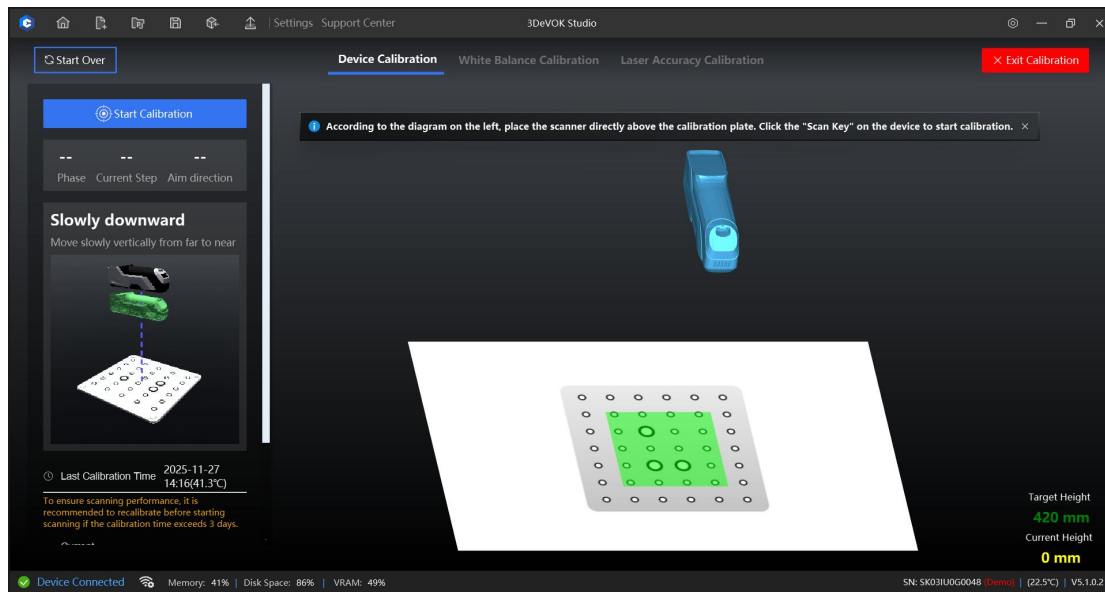 Settings Support Center 3DeVOK Studio
Start Over
Device Calibration White Balance Calibration Laser Accuracy Calibration
Exit Calibration
Start Calibration
According to the diagram on the left, place the scanner directly above the calibration plate. Click the "Scan Key" on the device to start calibration.
-- -- --
Phase Current Step Aim direction
Slowly downward
Move slowly vertically from far to near
Last Calibration Time 2025-11-27
14:16(41.3℃)
To ensure scanning performance, it is
recommended to recalibrate before starting
scanning if the calibration time exceeds 3 days.
Target Height
420 mm
Current Height
0 mm
Device Connected Memory: 41% | Disk Space: 86% | VRAM: 49% SN: SK03IU0G0048 (Demo) | (22.5℃) | V5.1.0.2